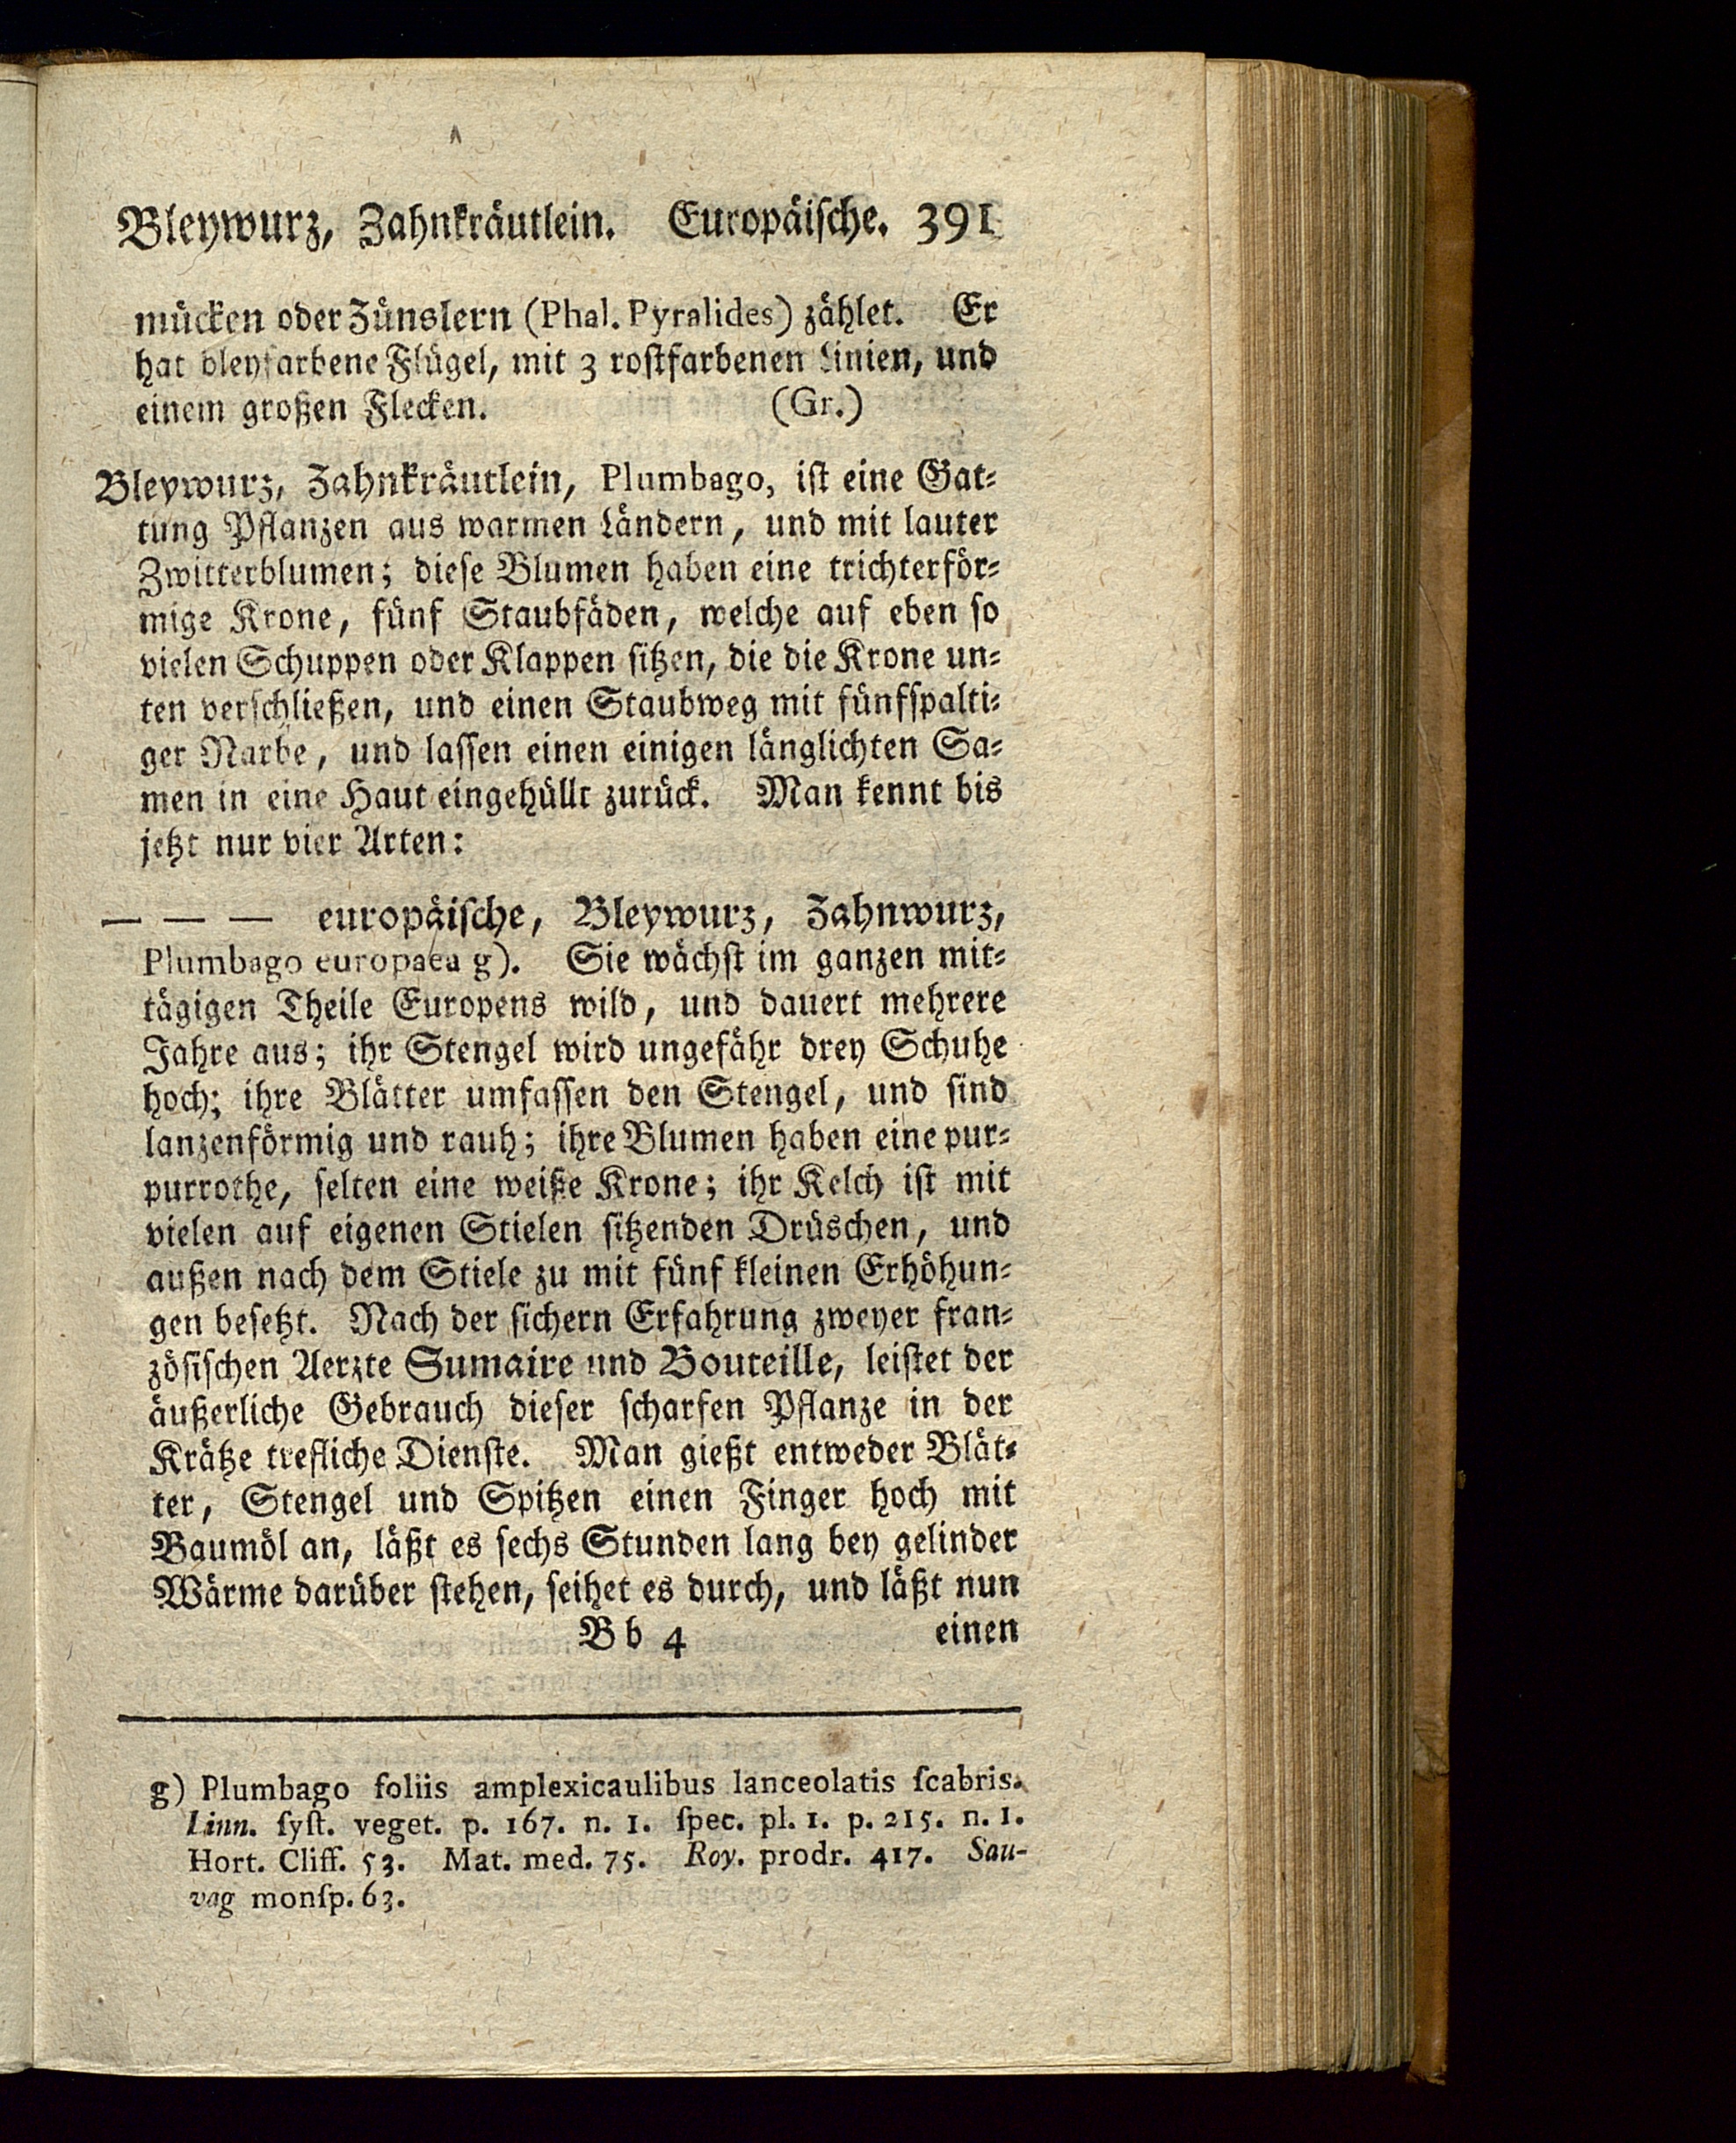 Bleywurz, Zahnkräutlein. Europäiſche. 391
mücken oder Zünslern (Phal. Pyralides) zählet. Er
hat bleyfarbene Flügel, mit 3 roſtfarbenen Linien, und
einem großen Flecken. (Gr.)
Bleywurz, Zahnkräutlein, Plumbago, iſt eine Gat⸗
tung Pflanzen aus warmen Ländern, und mit lauter
Zwitterblumen; dieſe Blumen haben eine trichterför⸗
mige Krone, fünf Staubfäden, welche auf eben ſo
vielen Schuppen oder Klappen ſitzen, die die Krone un⸗
ten verſchließen, und einen Staubweg mit fünfſpalti⸗
ger Narbe, und laſſen einen einigen länglichten Sa⸗
men in eine Haut eingehüllt zurück. Man kennt bis
jetzt nur vier Arten:
— — — europäiſche, Bleywurz, Zahnwurz,
Plumbago europaea g). Sie wächſt im ganzen mit⸗
tägigen Theile Europens wild, und dauert mehrere
Jahre aus; ihr Stengel wird ungefähr drey Schuhe
hoch; ihre Blätter umfaſſen den Stengel, und ſind
lanzenförmig und rauh; ihre Blumen haben eine pur⸗
purrothe, ſelten eine weiße Krone; ihr Kelch iſt mit
vielen auf eigenen Stielen ſitzenden Drüschen, und
außen nach dem Stiele zu mit fünf kleinen Erhöhun⸗
gen beſetzt. Nach der ſichern Erfahrung zweyer fran⸗
zöſiſchen Aerzte Sumaire und Bouteille, leiſtet der
äußerliche Gebrauch dieſer ſcharfen Pflanze in der
Krätze trefliche Dienſte. Man gießt entweder Blät⸗
ter, Stengel und Spitzen einen Finger hoch mit
Baumöl an, läßt es ſechs Stunden lang bey gelinder
Wärme darüber ſtehen, ſeihet es durch, und läßt nun
Bb 4 einen
g) Plumbago foliis amplexicaulibus lanceolatis ſcabris.
Linn. ſyſt. veget. p. 167. n. 1. ſpec. pl. 1. p. 215. n. 1.
Hort. Cliff. 53. Mat. med. 75. Roy. prodr. 417. Sau-
vag monſp. 63.